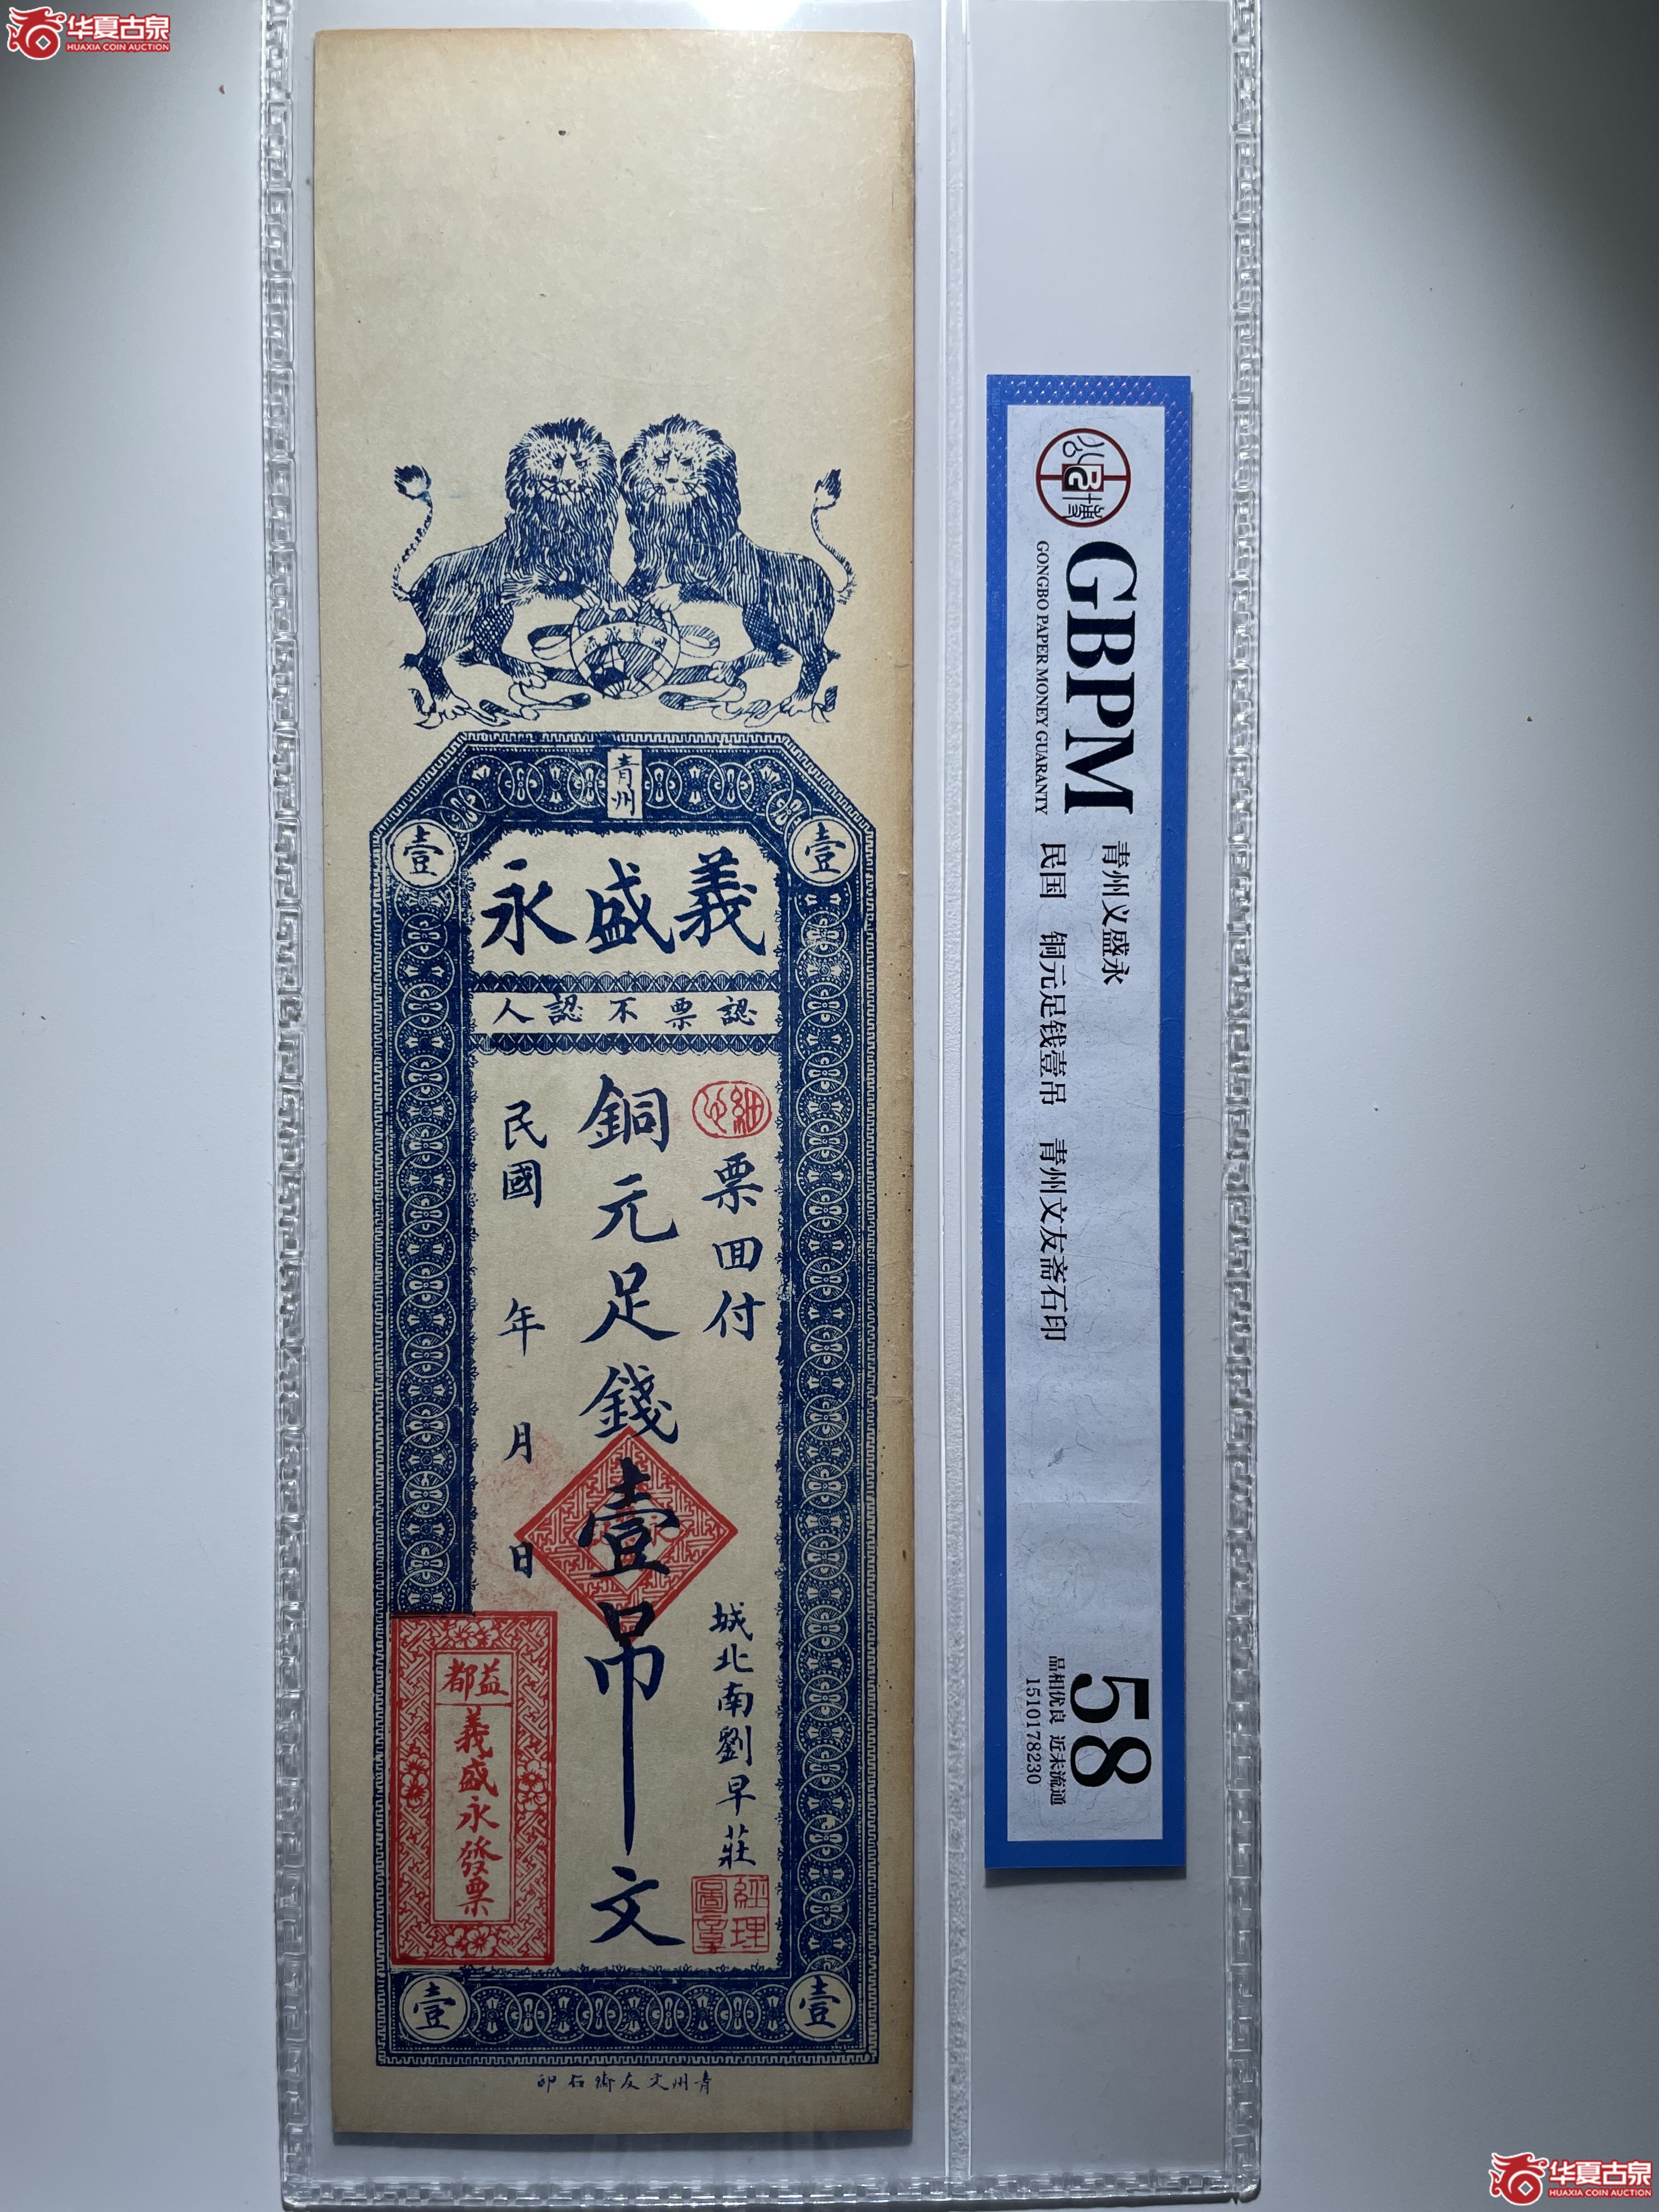 华夏古泉
HUAXIA COIN AUCTION
青州
壹
壹
義盛永
認票不認人
票回付
城北南劉早莊
經理圖章
銅元足錢壹吊文
民國 年 月 日
益都
義盛永發票
壹
壹
青州文友齋石印
公博
GBPM
GONGBO PAPER MONEY GUARANTY
青州义盛永
民国 铜元足钱壹吊 青州文友斋石印
58
品相优良 近未流通
1510178230
华夏古泉
HUAXIA COIN AUCTION